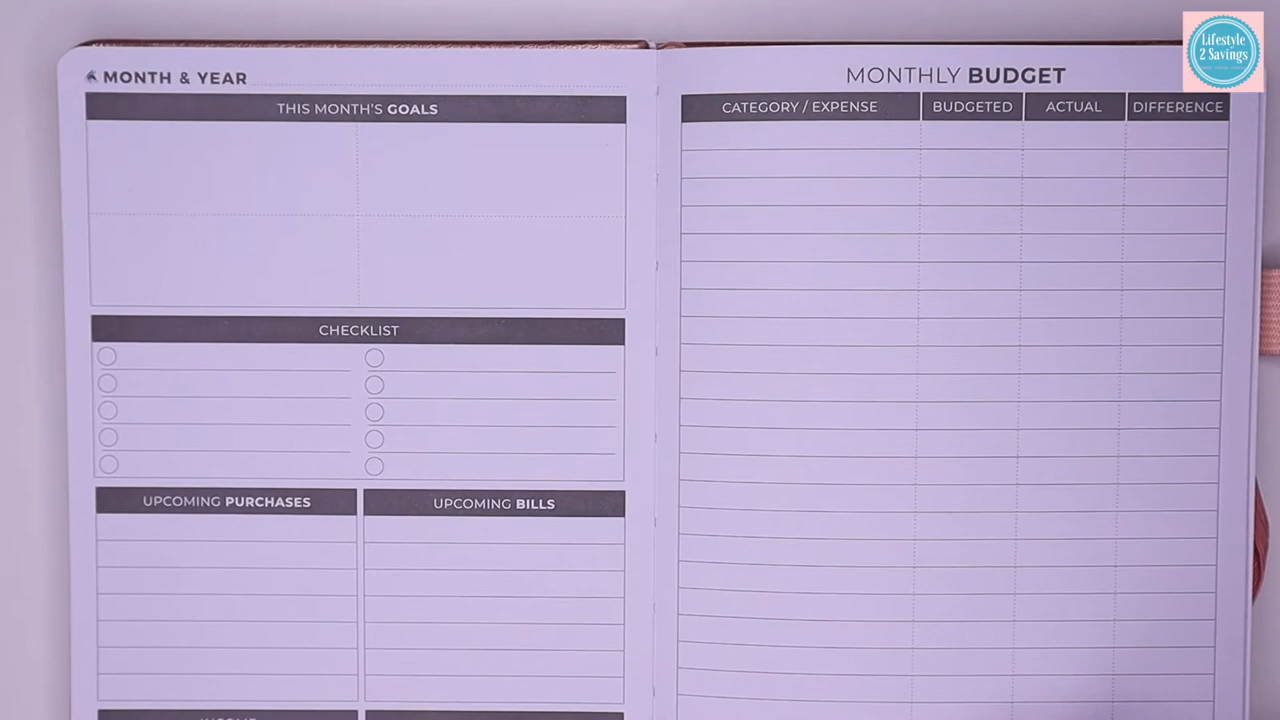 MONTH & YEAR
THIS MONTH'S GOALS
CHECKLIST
UPCOMING PURCHASES
UPCOMING BILLS
MONTHLY BUDGET
CATEGORY / EXPENSE
BUDGETED
ACTUAL
DIFFERENCE
Lifestyle
2 Savings